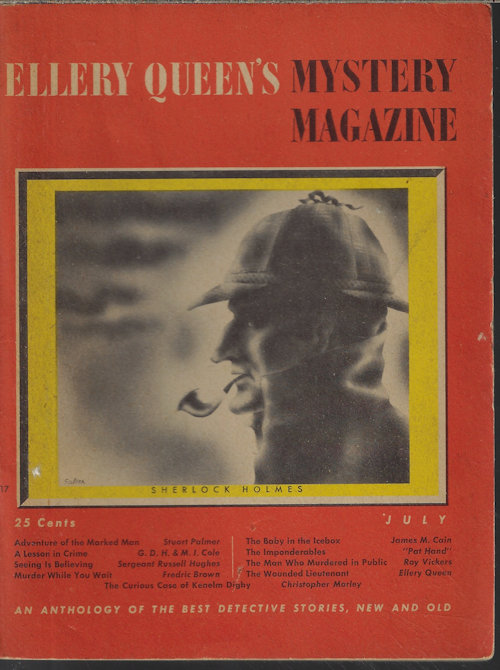 ELLERY QUEEN'S MYSTERY
MAGAZINE
SHERLOCK HOLMES
17
25 Cents
JULY
Adventure of the Marked Man Stuart Palmer
A Lesson in Crime G. D. H. & M. I. Cole
Seeing Is Believing Sergeant Russell Hughes
Murder While You Wait Fredric Brown
The Baby in the Icebox James M. Cain
The Imponderables "Pat Hand"
The Man Who Murdered in Public Roy Vickers
The Wounded Lieutenant Ellery Queen
The Curious Case of Kenelm Digby Christopher Morley
AN ANTHOLOGY OF THE BEST DETECTIVE STORIES, NEW AND OLD